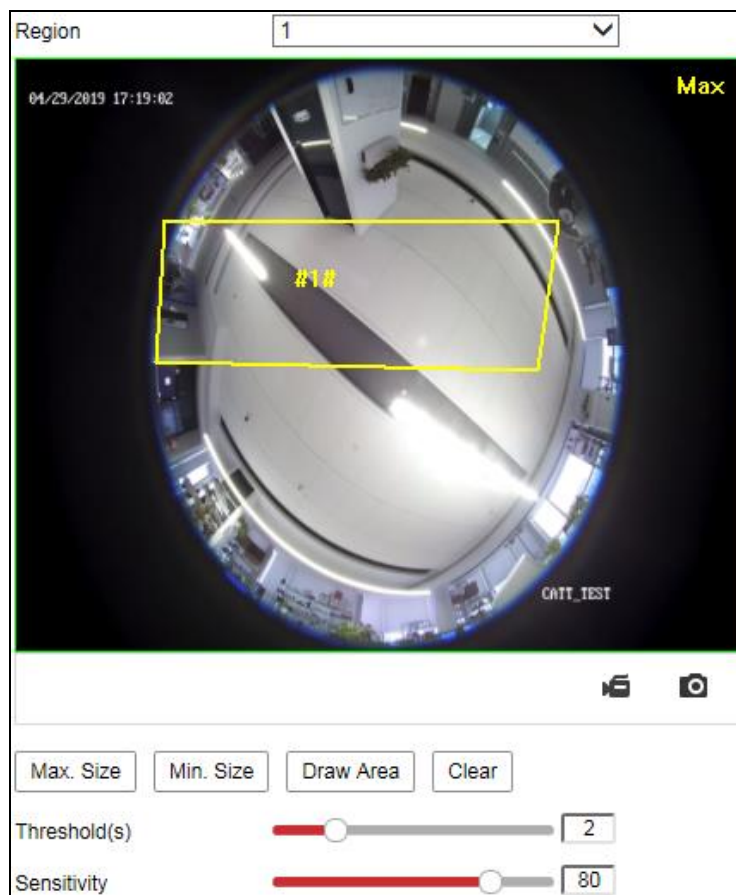 Region 1
Max
04/29/2019 17:19:02
#1#
CATT_TEST
Max. Size Min. Size Draw Area Clear
Threshold(s) 2
Sensitivity 80